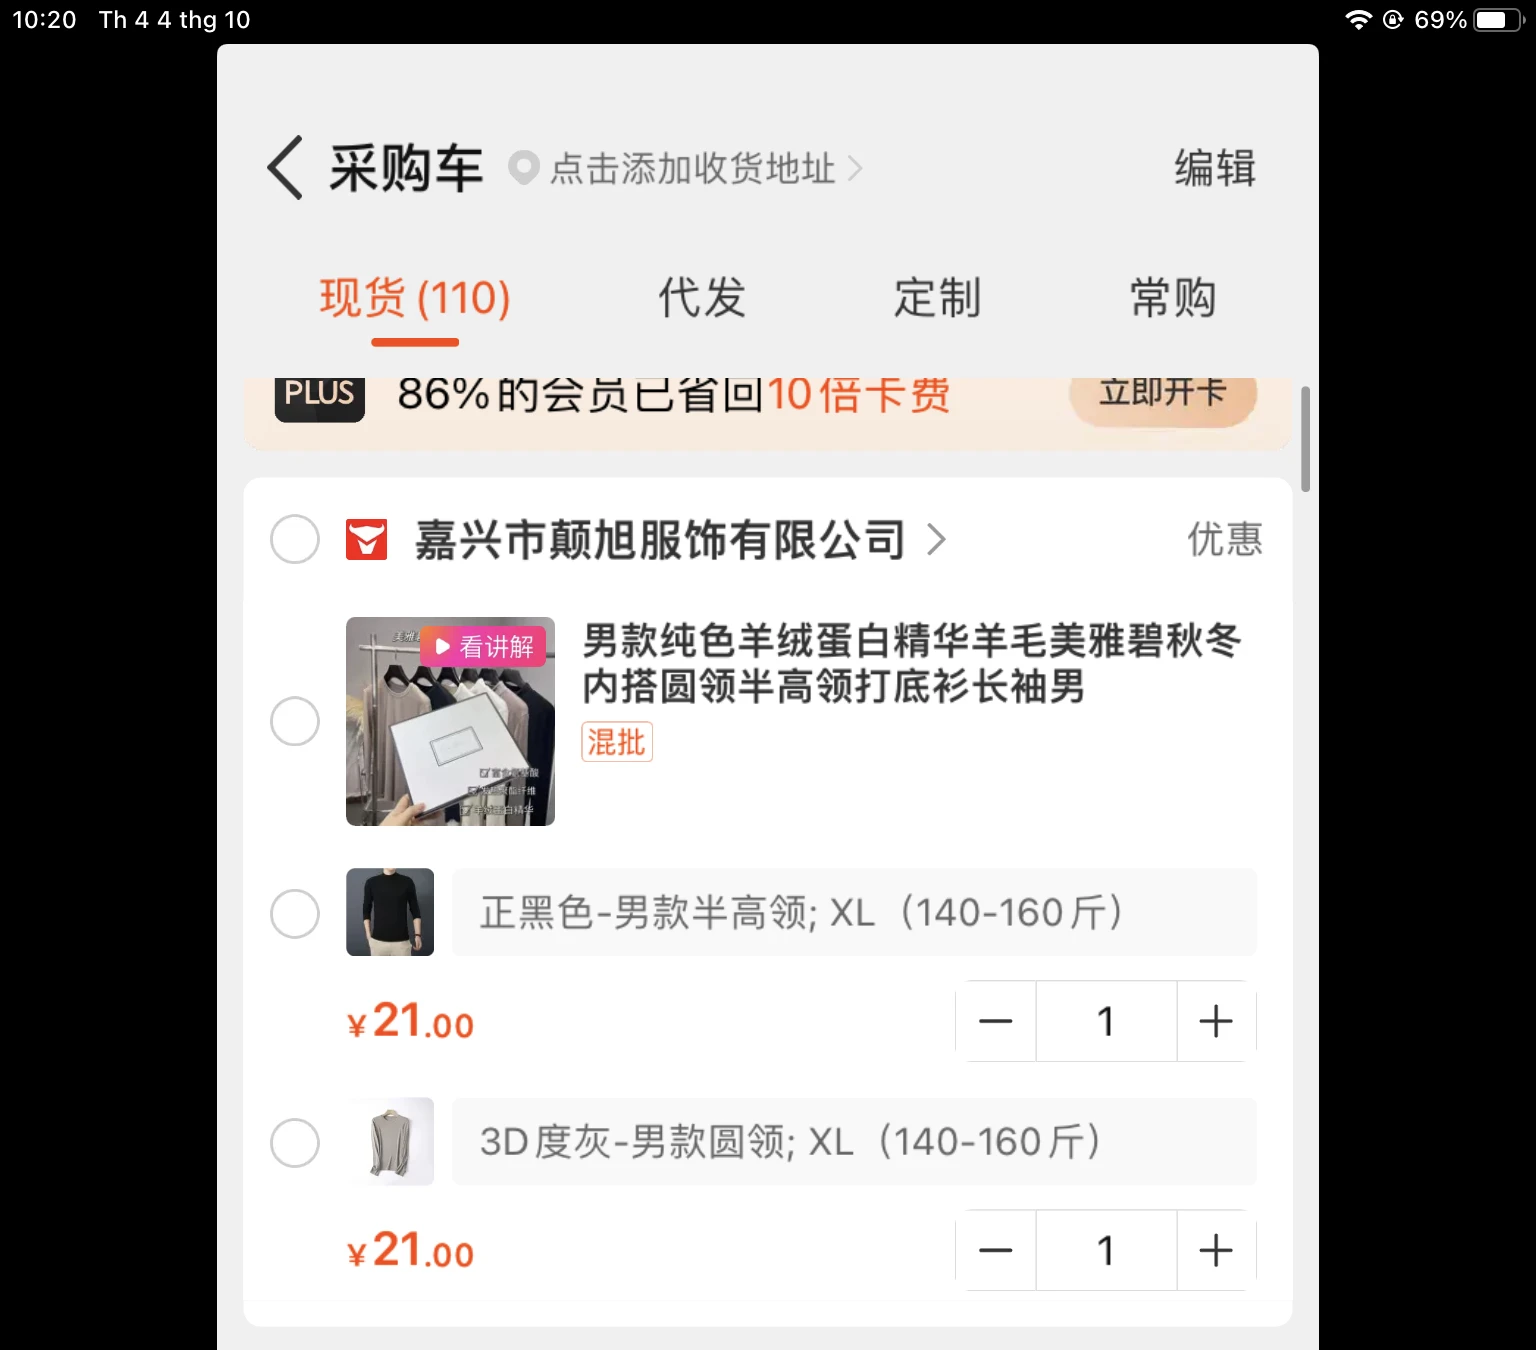 10:20 Th 4 4 thg 10 69%
采购车 点击添加收货地址 编辑
现货(110) 代发 定制 常购
PLUS 86%的会员已省回10倍卡费 立即开卡
嘉兴市颠旭服饰有限公司 优惠
看讲解
男款纯色羊绒蛋白精华羊毛美雅碧秋冬
内搭圆领半高领打底衫长袖男
混批
正黑色-男款半高领; XL（140-160斤）
¥21.00
1
3D度灰-男款圆领; XL（140-160斤）
¥21.00
1